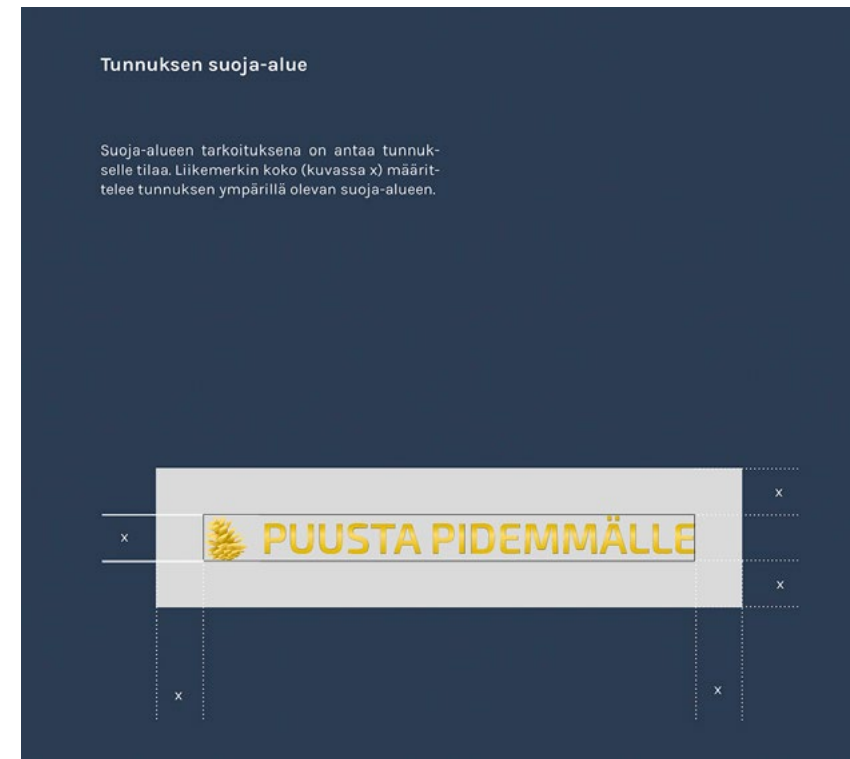 Tunnuksen suoja-alue
Suoja-alueen tarkoituksena on antaa tunnuk-
selle tilaa. Liikemerkin koko (kuvassa x) määrit-
telee tunnuksen ympärillä olevan suoja-alueen.
x
x PUUSTA PIDEMMÄLLE
x
x x